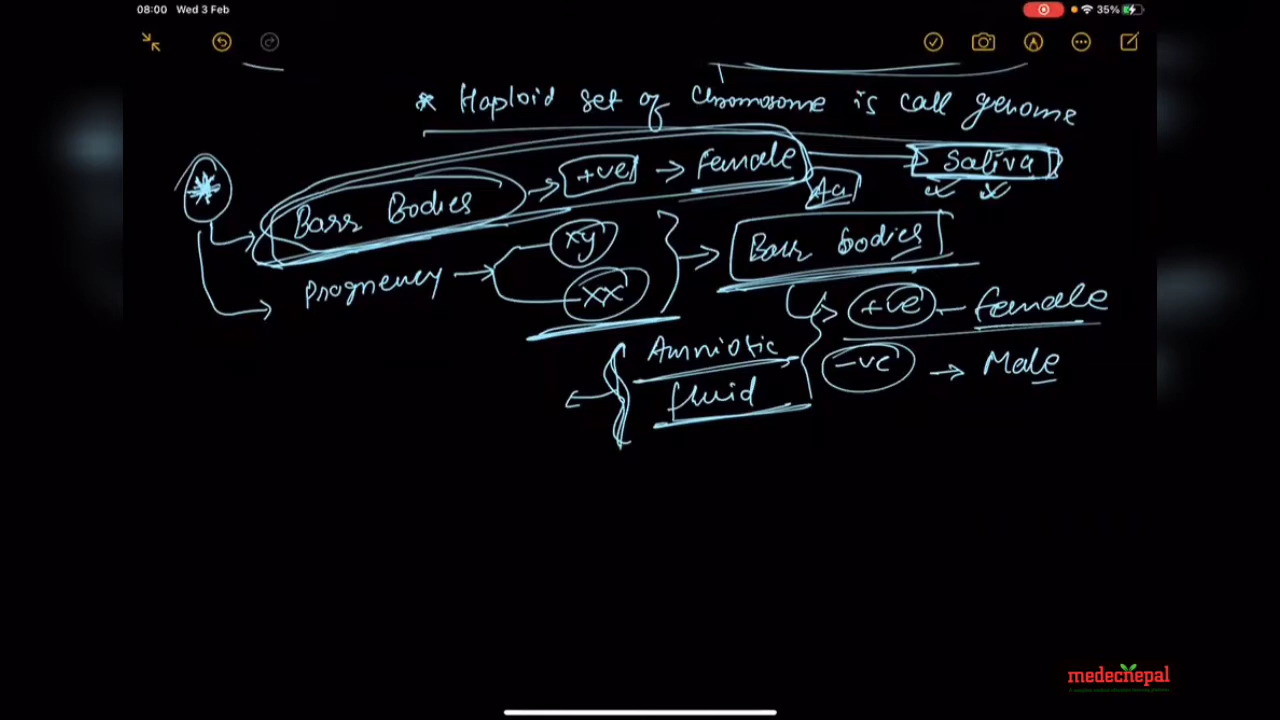 08:00 Wed 3 Feb
35%
* Haploid set of chromosome is call genome
Barr Bodies → +ve → Female
Saliva
Pregnency → xy
xx
Barr bodies
+ve - female
-ve → Male
Amniotic
fluid
medecnepal